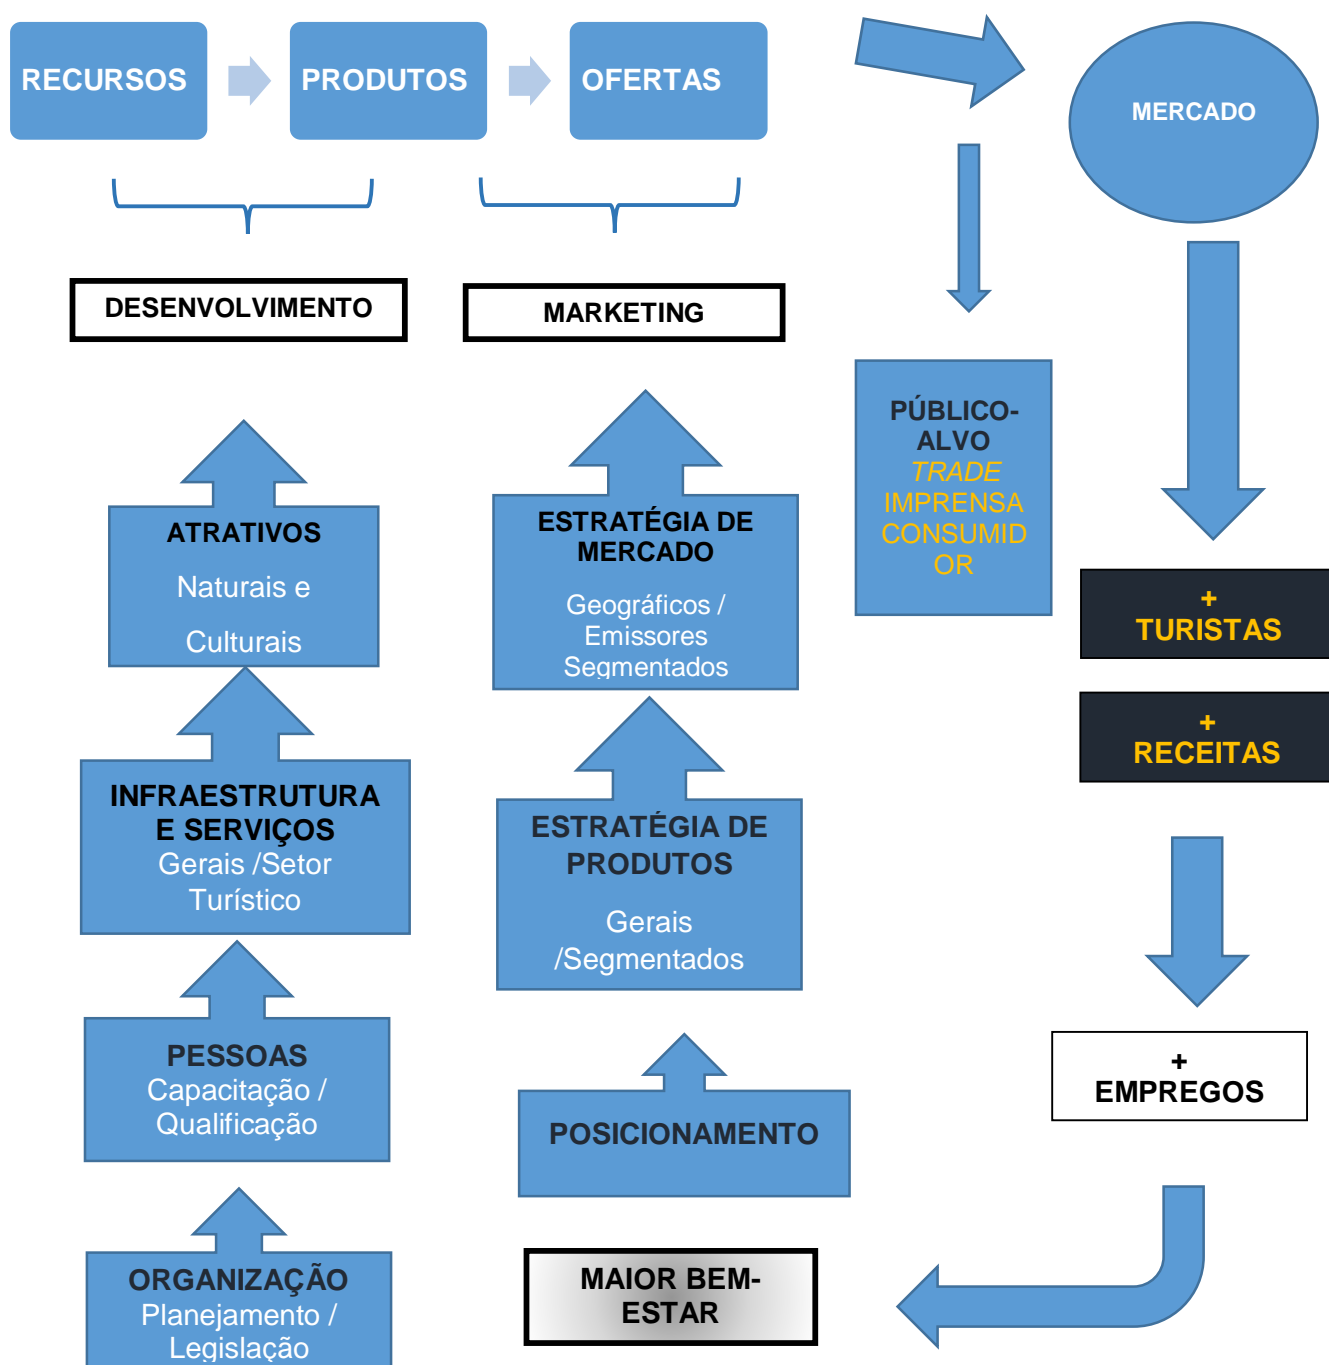 RECURSOS
PRODUTOS
OFERTAS
MERCADO
DESENVOLVIMENTO
MARKETING
ATRATIVOS
Naturais e
Culturais
INFRAESTRUTURA
E SERVIÇOS
Gerais /Setor
Turístico
PESSOAS
Capacitação /
Qualificação
ORGANIZAÇÃO
Planejamento /
Legislação
ESTRATÉGIA DE
MERCADO
Geográficos /
Emissores
Segmentados
ESTRATÉGIA DE
PRODUTOS
Gerais
/Segmentados
POSICIONAMENTO
PÚBLICO-
ALVO
TRADE
IMPRENSA
CONSUMID
OR
+
TURISTAS
+
RECEITAS
+
EMPREGOS
MAIOR BEM-
ESTAR